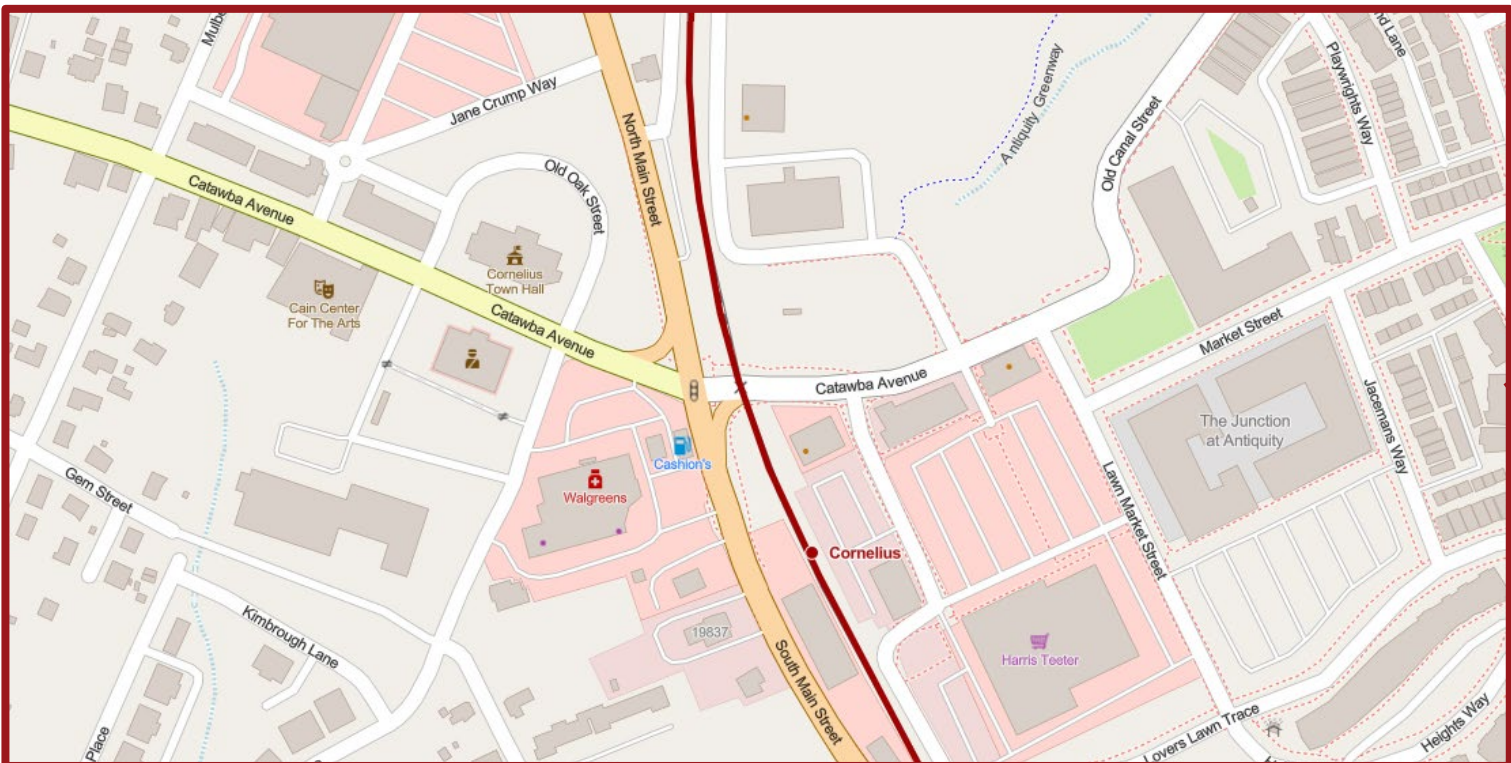 Jane Crump Way
North Main Street
Antiquity Greenway
Playwrights Way
Old Canal Street
Old Oak Street
Catawba Avenue
Cornelius
Town Hall
Cain Center
For The Arts
Catawba Avenue
Market Street
Catawba Avenue
Jacemans Way
The Junction
at Antiquity
Cashion's
Walgreens
Gem Street
Lawn Market Street
Cornelius
Kimbrough Lane
19837
Harris Teeter
South Main Street
Place
Lovers Lawn Trace
Heights Way